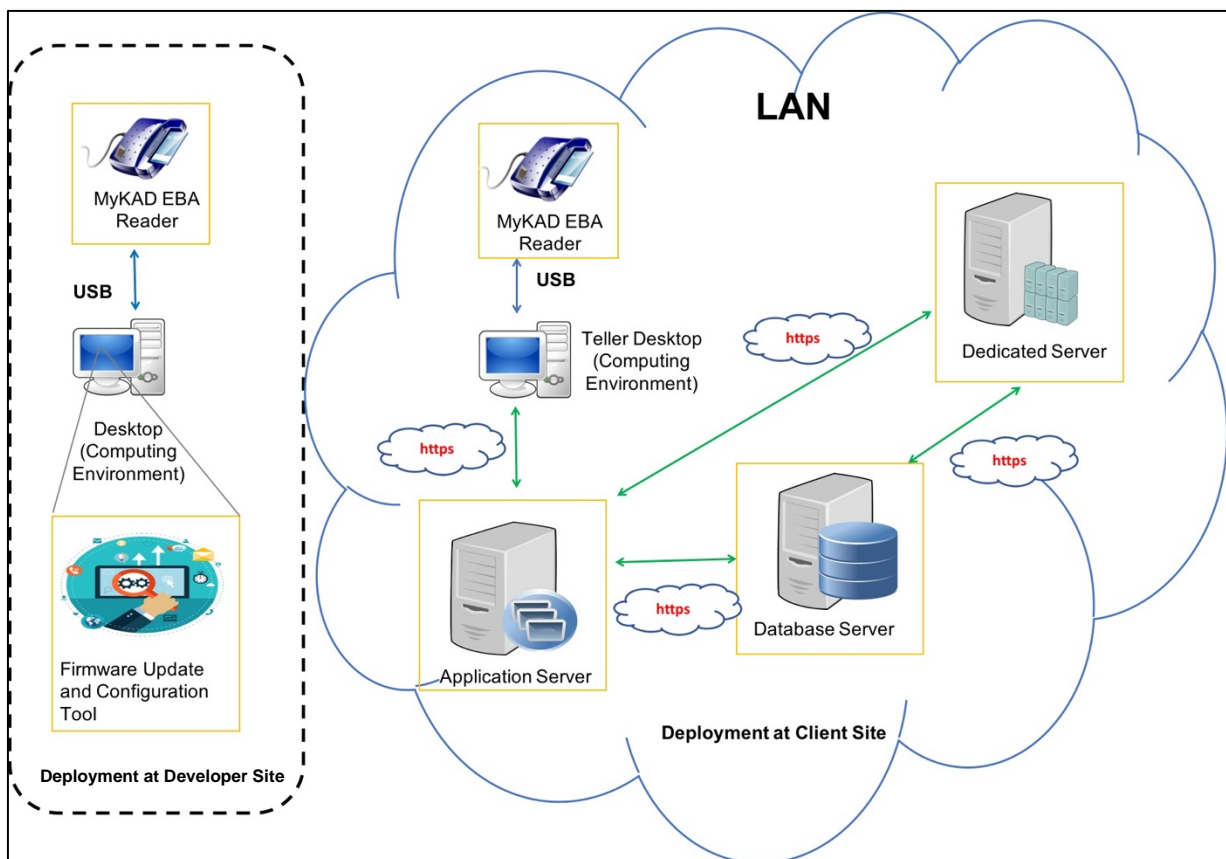 MyKAD EBA
Reader
USB
Desktop
(Computing
Environment)
Firmware Update
and Configuration
Tool
Deployment at Developer Site
LAN
MyKAD EBA
Reader
USB
Teller Desktop
(Computing
Environment)
https
https
Dedicated Server
https
https
Application Server
Database Server
Deployment at Client Site